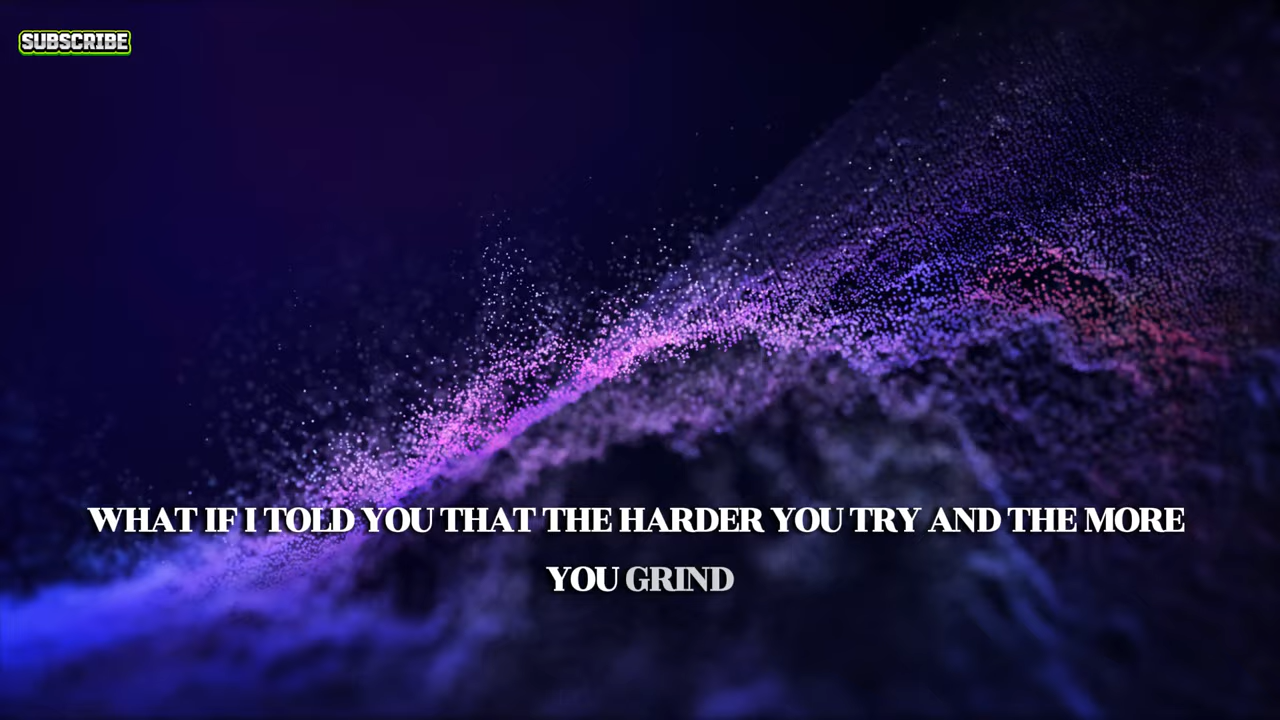 SUBSCRIBE
WHAT IF I TOLD YOU THAT THE HARDER YOU TRY AND THE MORE
YOU GRIND